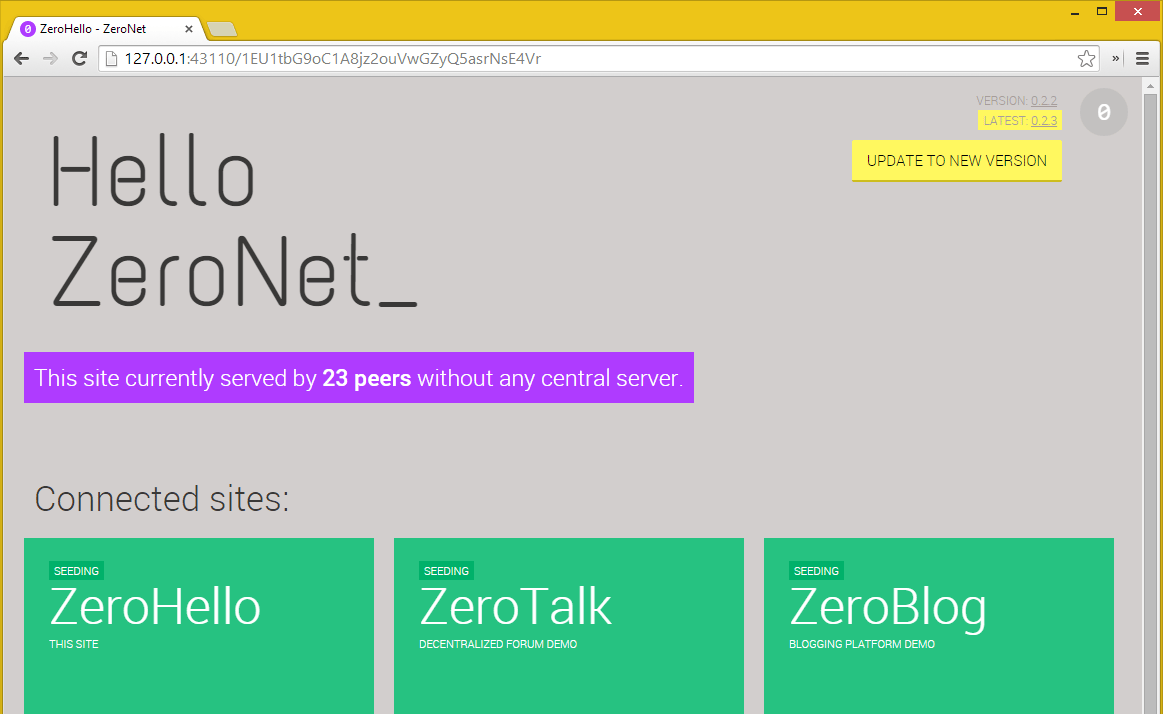 ZeroHello - ZeroNet
127.0.0.1:43110/1EU1tbG9oC1A8jz2ouVwGZyQ5asrNsE4Vr
VERSION: 0.2.2
LATEST: 0.2.3
0
UPDATE TO NEW VERSION
Hello
ZeroNet_
This site currently served by 23 peers without any central server.
Connected sites:
SEEDING
ZeroHello
THIS SITE
SEEDING
ZeroTalk
DECENTRALIZED FORUM DEMO
SEEDING
ZeroBlog
BLOGGING PLATFORM DEMO